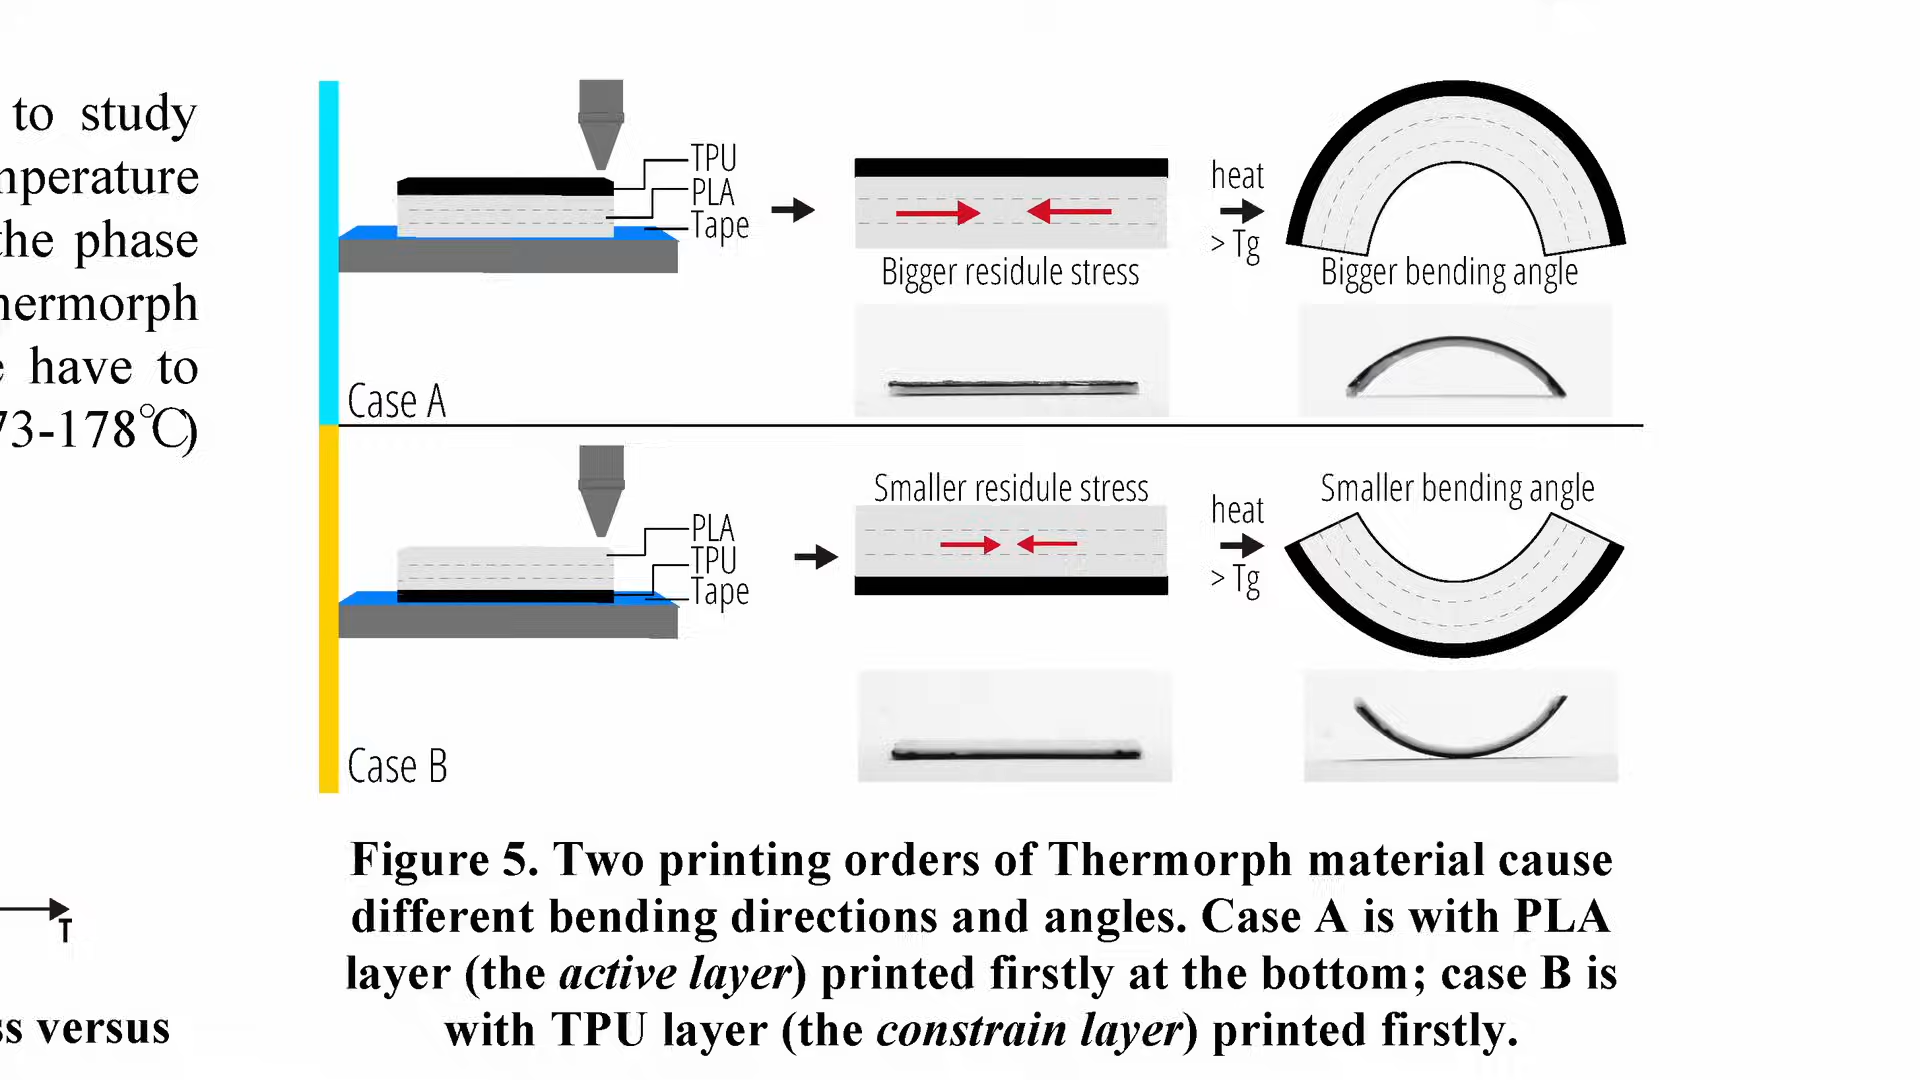 to study
mperature
the phase
hermorph
e have to
73-178℃)
T
ss versus
TPU
PLA
Tape
Bigger residule stress
heat
> Tg
Bigger bending angle
Case A
PLA
TPU
Tape
Smaller residule stress
heat
> Tg
Smaller bending angle
Case B
Figure 5. Two printing orders of Thermorph material cause
different bending directions and angles. Case A is with PLA
layer (the active layer) printed firstly at the bottom; case B is
with TPU layer (the constrain layer) printed firstly.